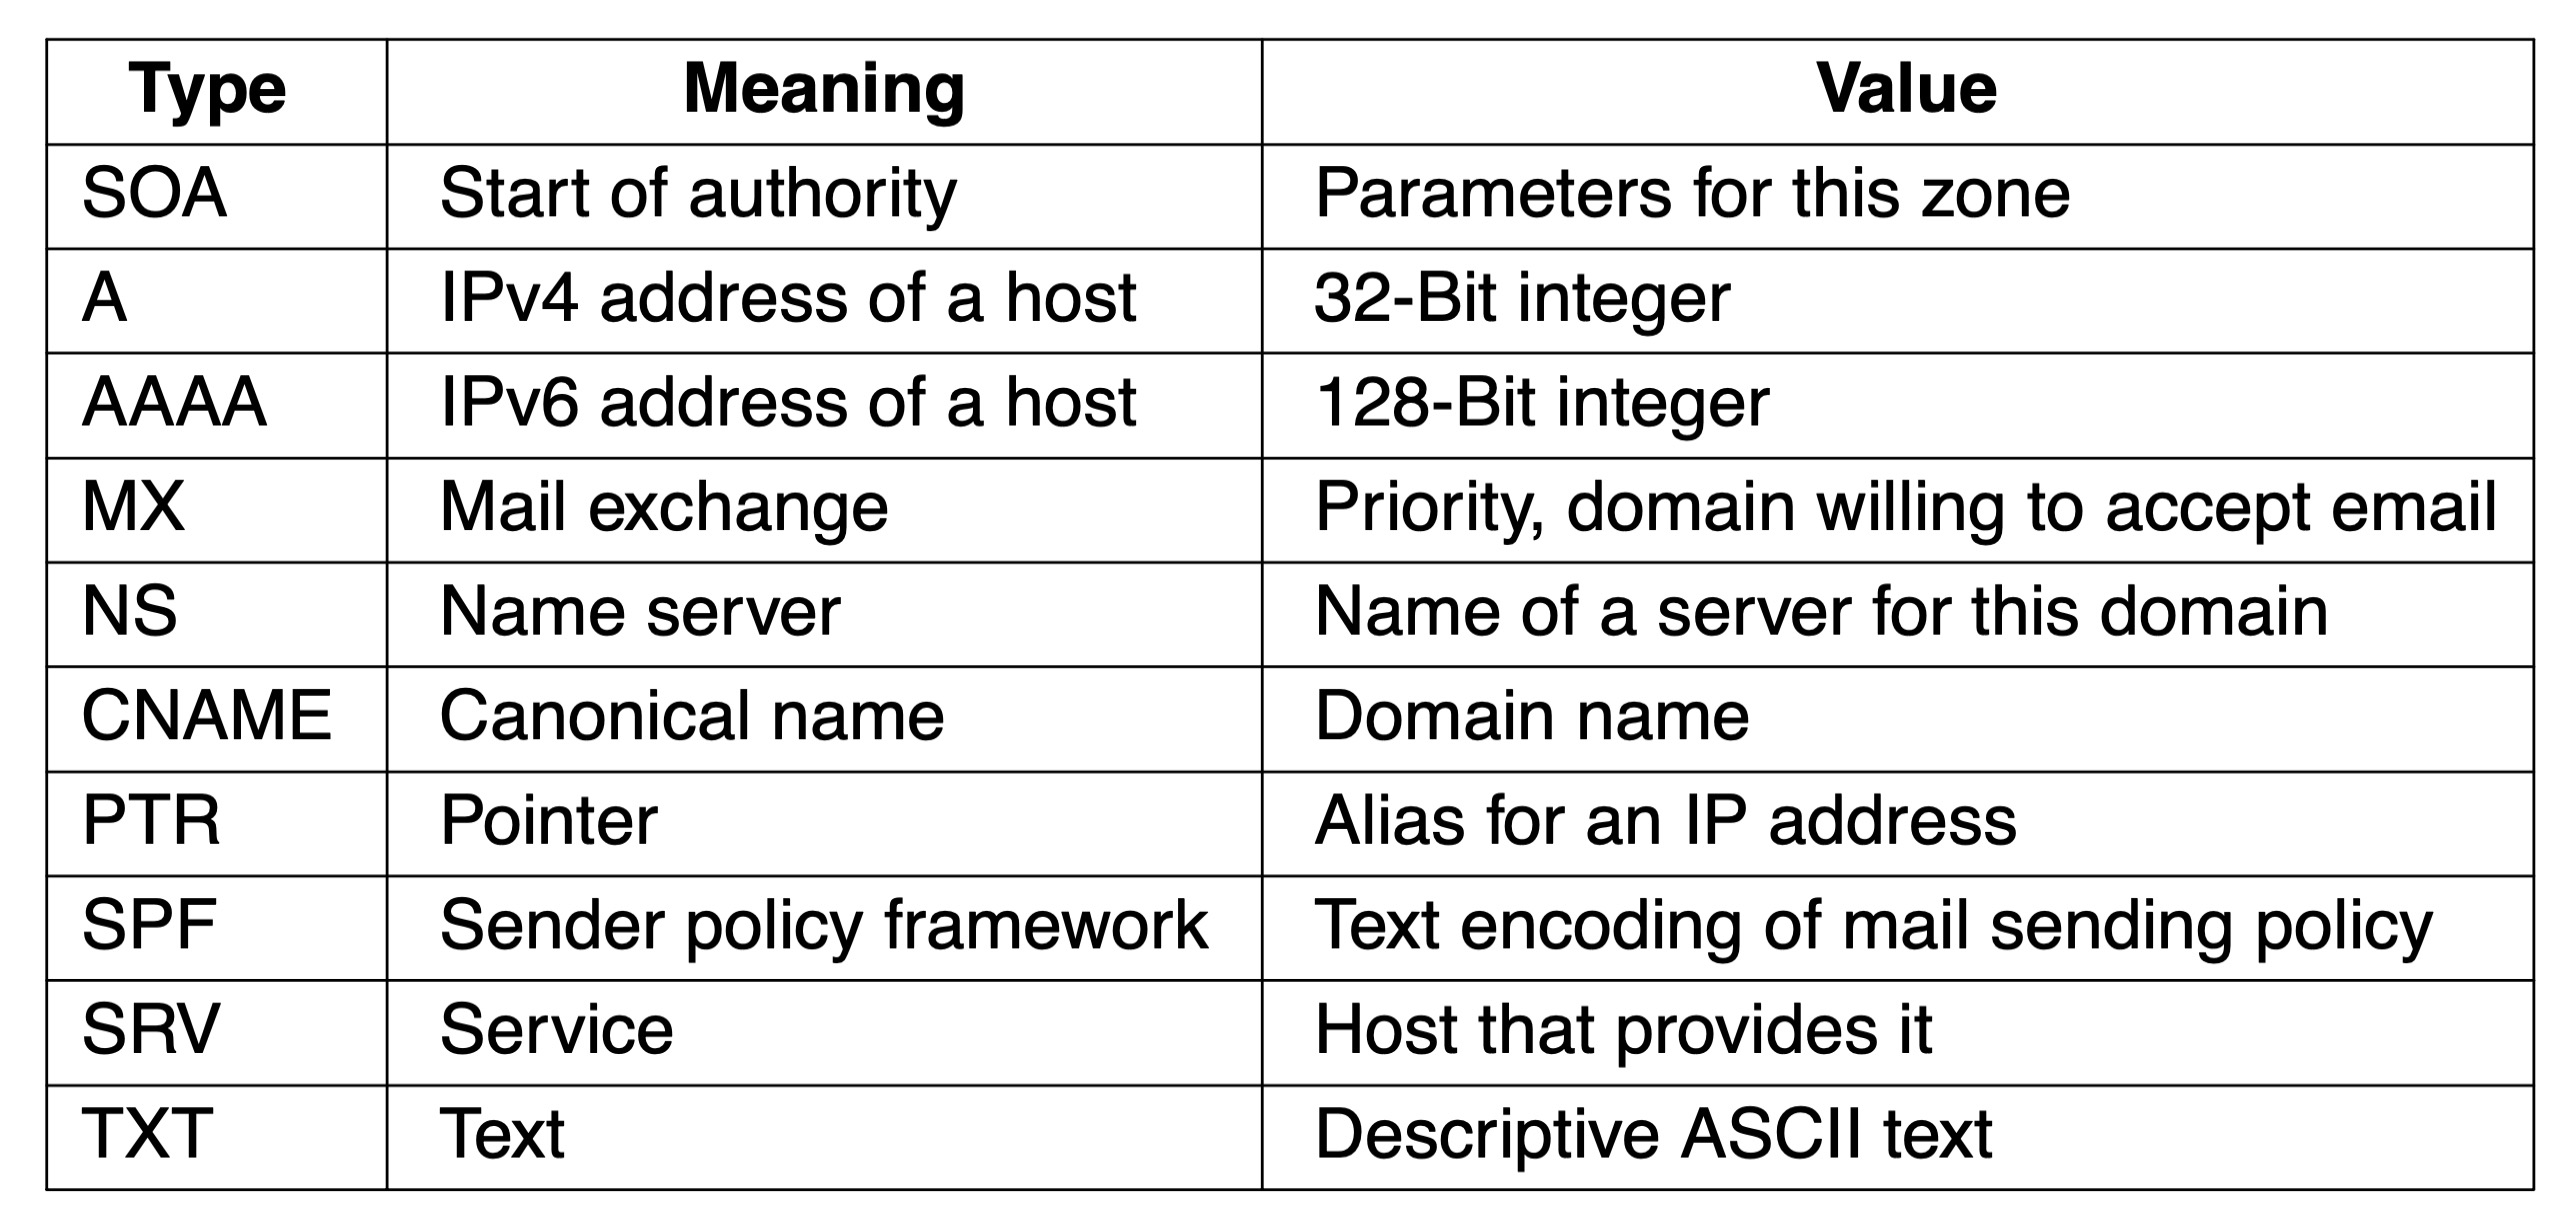 Type Meaning Value
SOA Start of authority Parameters for this zone
A IPv4 address of a host 32-Bit integer
AAAA IPv6 address of a host 128-Bit integer
MX Mail exchange Priority, domain willing to accept email
NS Name server Name of a server for this domain
CNAME Canonical name Domain name
PTR Pointer Alias for an IP address
SPF Sender policy framework Text encoding of mail sending policy
SRV Service Host that provides it
TXT Text Descriptive ASCII text